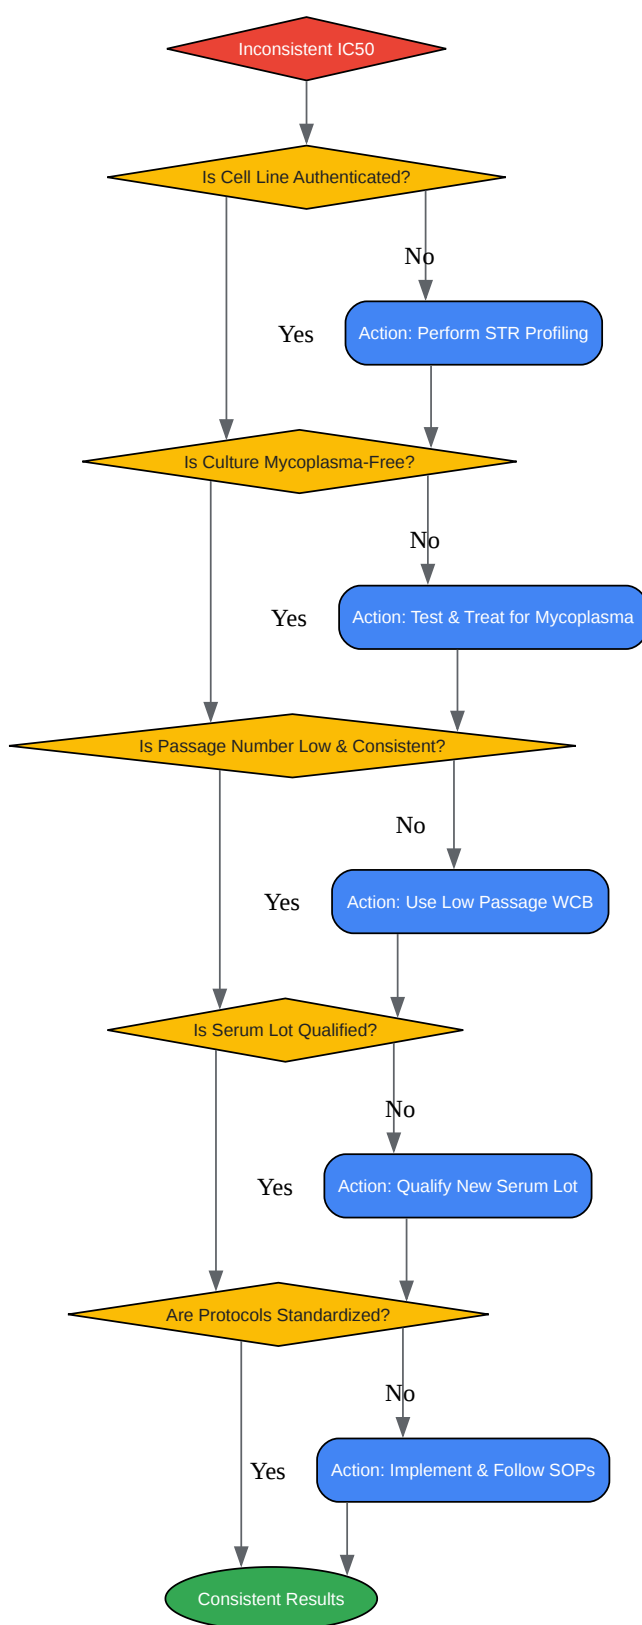 Inconsistent IC50
Is Cell Line Authenticated?
No
Yes
Action: Perform STR Profiling
Is Culture Mycoplasma-Free?
No
Yes
Action: Test & Treat for Mycoplasma
Is Passage Number Low & Consistent?
No
Yes
Action: Use Low Passage WCB
Is Serum Lot Qualified?
No
Yes
Action: Qualify New Serum Lot
Are Protocols Standardized?
No
Yes
Action: Implement & Follow SOPs
Consistent Results